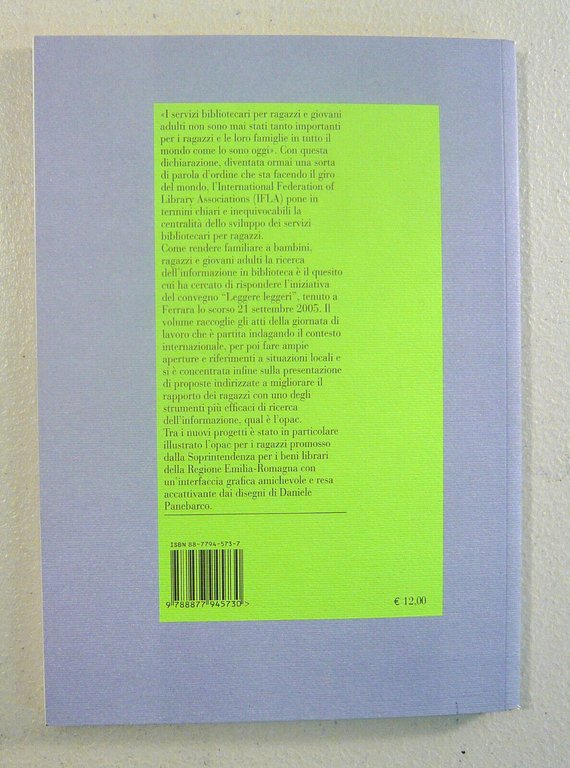 «I servizi bibliotecari per ragazzi e giovani
adulti non sono mai stati tanto importanti
per i ragazzi e le loro famiglie in tutto il
mondo come lo sono oggi». Con questa
dichiarazione, diventata ormai una sorta
di parola d'ordine che sta facendo il giro
del mondo, l'International Federation of
Library Associations (IFLA) pone in
termini chiari e inequivocabili la
centralità dello sviluppo dei servizi
bibliotecari per ragazzi.
Come rendere familiare a bambini,
ragazzi e giovani adulti la ricerca
dell'informazione in biblioteca è il quesito
cui ha cercato di rispondere l'iniziativa
del convegno "Leggere leggeri", tenuto a
Ferrara lo scorso 21 settembre 2005. Il
volume raccoglie gli atti della giornata di
lavoro che è partita indagando il contesto
internazionale, per poi fare ampie
aperture e riferimenti a situazioni locali e
si è concentrata infine sulla presentazione
di proposte indirizzate a migliorare il
rapporto dei ragazzi con uno degli
strumenti più efficaci di ricerca
dell'informazione, qual è l'opac.
Tra i nuovi progetti è stato in particolare
illustrato l'opac per i ragazzi promosso
dalla Soprintendenza per i beni librari
della Regione Emilia-Romagna con
un'interfaccia grafica amichevole e resa
accattivante dai disegni di Daniele
Panebarco.
ISBN 88-7794-573-7
9 788877 945730 >
€ 12,00